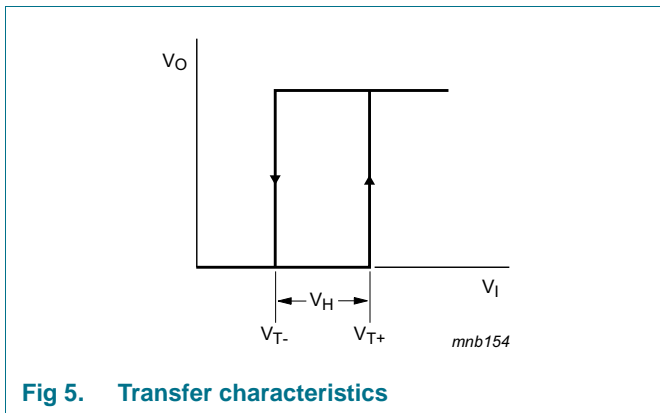 VO
VI
VH
VT-
VT+
mnb154
Fig 5. Transfer characteristics